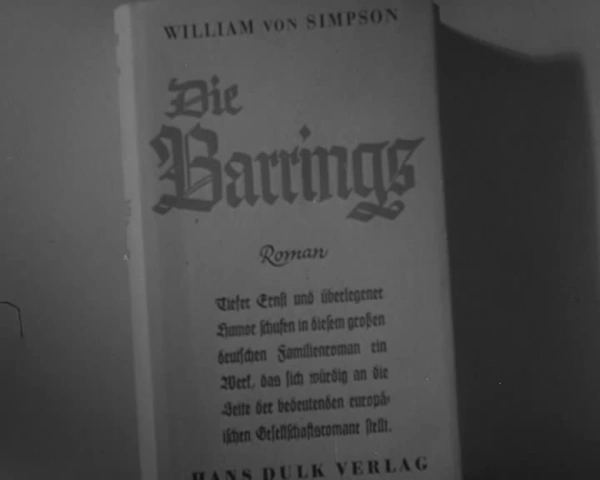 WILLIAM VON SIMPSON
Die
Barrings
Roman
Tiefer Ernst und überlegener
Humor schufen in diesem großen
deutschen Familienroman ein
Werk, das sich würdig an die
Seite der bedeutenden europä-
ischen Gesellschaftsromane stellt.
HANS DULK VERLAG